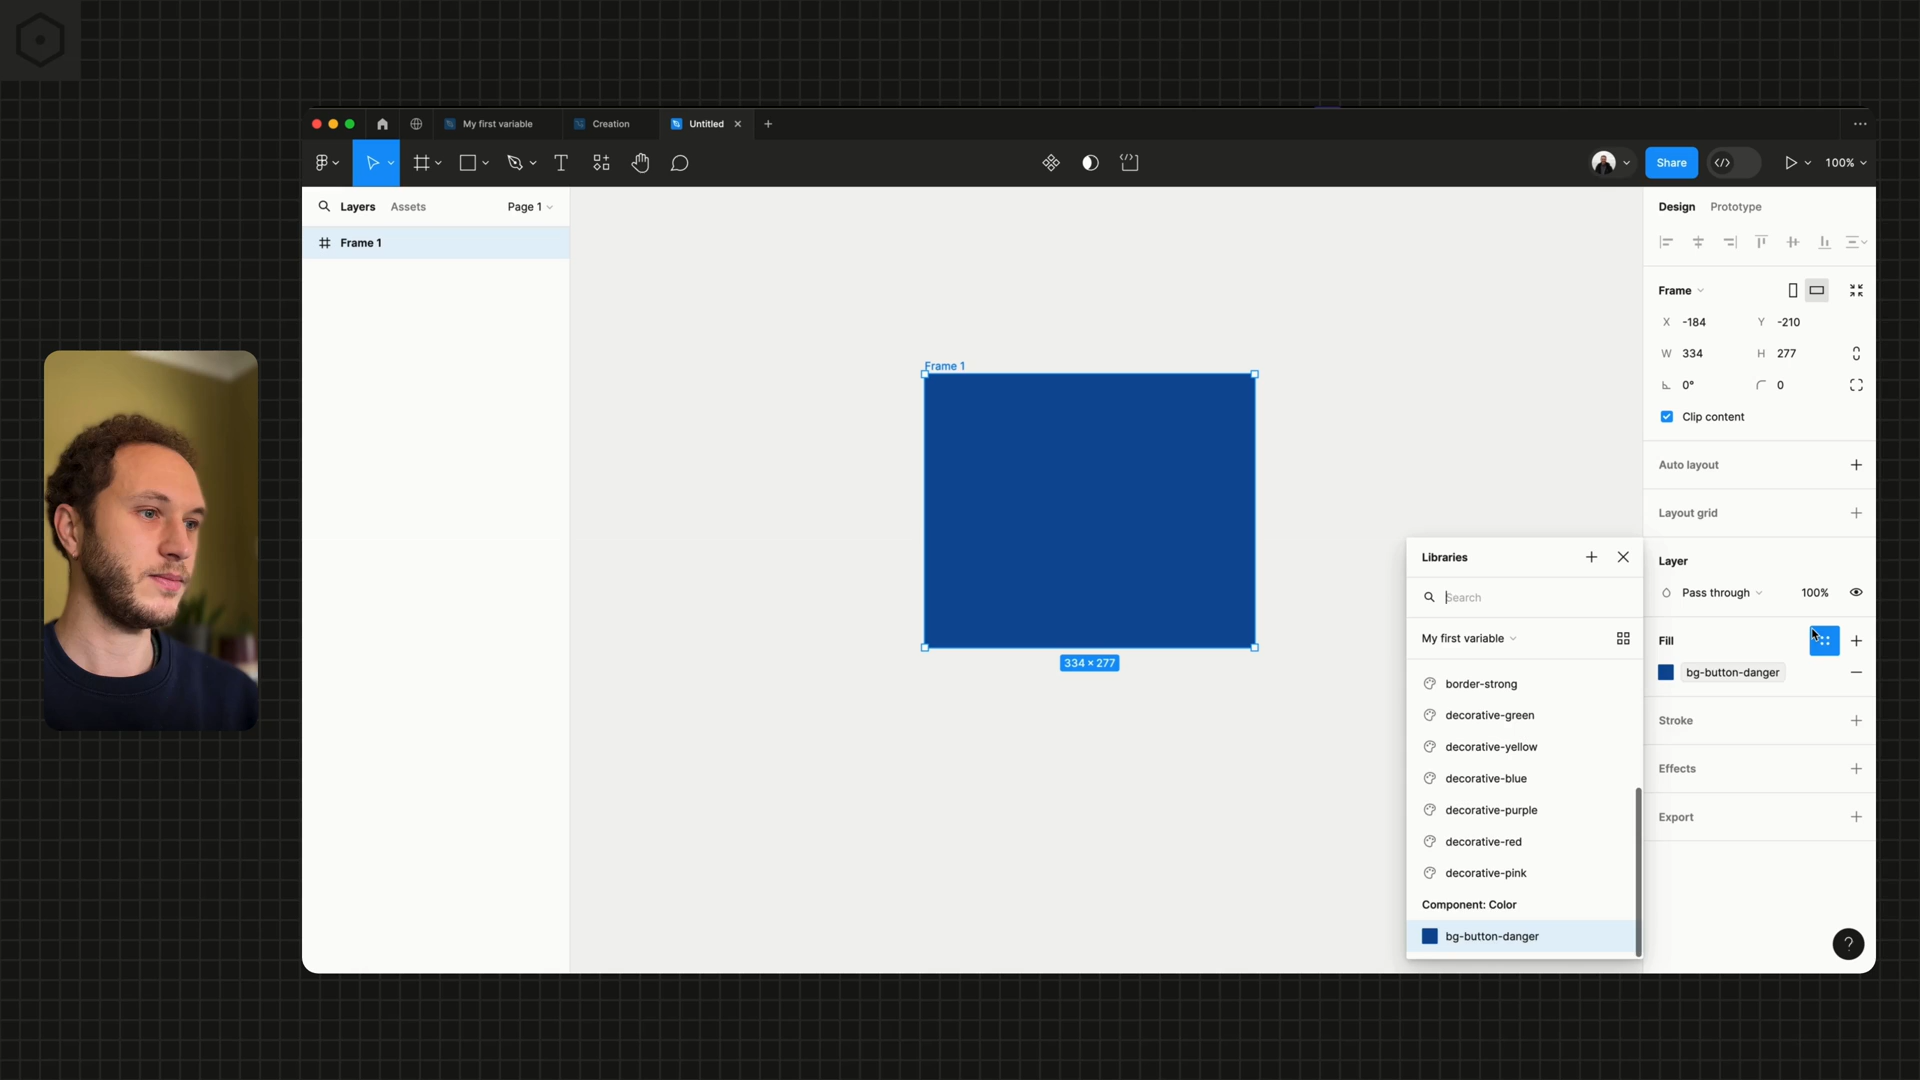 My first variable
Creation
Untitled
Share
100%
Layers
Assets
Page 1
Frame 1
Frame 1
334 × 277
Design
Prototype
Frame
X -184
Y -210
W 334
H 277
0°
0
Clip content
Auto layout
Layout grid
Layer
Pass through
100%
Fill
bg-button-danger
Stroke
Effects
Export
Libraries
Search
My first variable
border-strong
decorative-green
decorative-yellow
decorative-blue
decorative-purple
decorative-red
decorative-pink
Component: Color
bg-button-danger
?